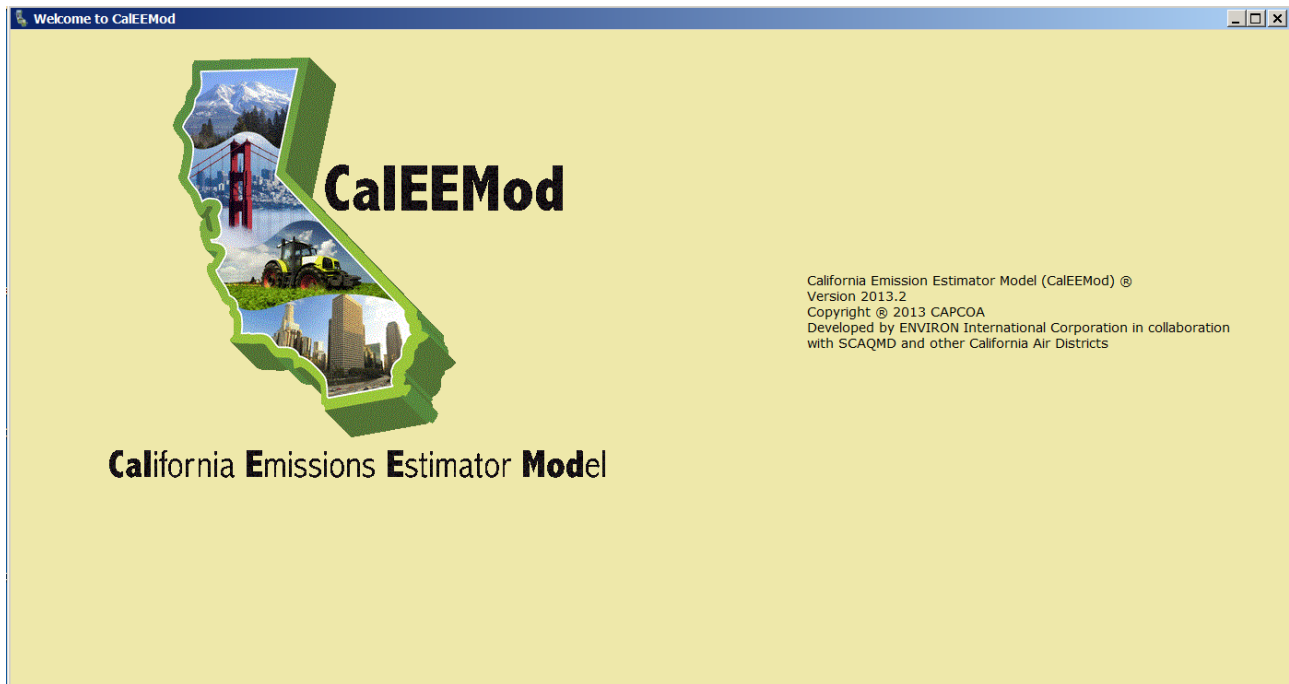 Welcome to CalEEMod
CalEEMod
California Emission Estimator Model (CalEEMod) ®
Version 2013.2
Copyright ® 2013 CAPCOA
Developed by ENVIRON International Corporation in collaboration
with SCAQMD and other California Air Districts
California Emissions Estimator Model